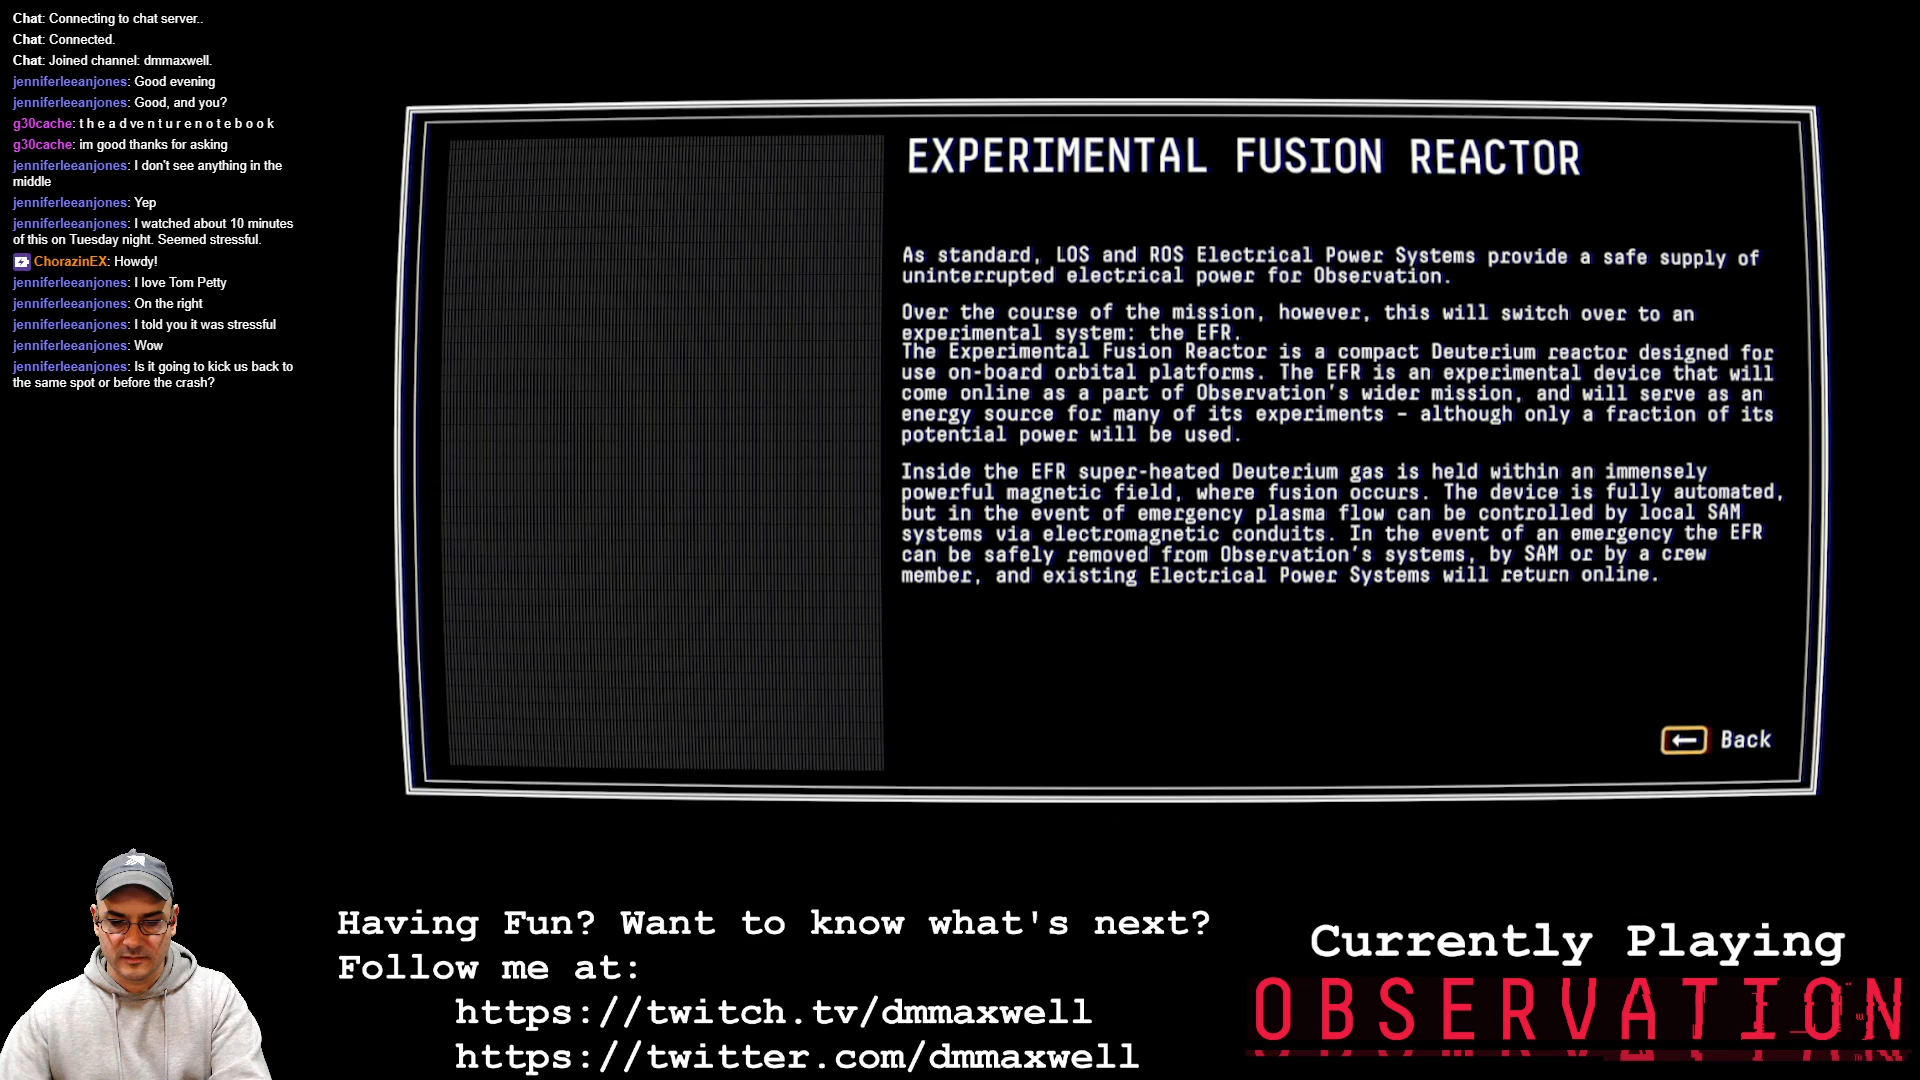 Chat: Connecting to chat server..
Chat: Connected.
Chat: Joined channel: dmmaxwell.
jenniferleeanjones: Good evening
jenniferleeanjones: Good, and you?
g30cache: t h e a d v e n t u r e n o t e b o o k
g30cache: im good thanks for asking
jenniferleeanjones: I don't see anything in the
middle
jenniferleeanjones: Yep
jenniferleeanjones: I watched about 10 minutes
of this on Tuesday night. Seemed stressful.
ChorazinEX: Howdy!
jenniferleeanjones: I love Tom Petty
jenniferleeanjones: On the right
jenniferleeanjones: I told you it was stressful
jenniferleeanjones: Wow
jenniferleeanjones: Is it going to kick us back to
the same spot or before the crash?
EXPERIMENTAL FUSION REACTOR
As standard, LOS and ROS Electrical Power Systems provide a safe supply of
uninterrupted electrical power for Observation.
Over the course of the mission, however, this will switch over to an
experimental system: the EFR.
The Experimental Fusion Reactor is a compact Deuterium reactor designed for
use on-board orbital platforms. The EFR is an experimental device that will
come online as a part of Observation's wider mission, and will serve as an
energy source for many of its experiments - although only a fraction of its
potential power will be used.
Inside the EFR super-heated Deuterium gas is held within an immensely
powerful magnetic field, where fusion occurs. The device is fully automated,
but in the event of emergency plasma flow can be controlled by local SAM
systems via electromagnetic conduits. In the event of an emergency the EFR
can be safely removed from Observation's systems, by SAM or by a crew
member, and existing Electrical Power Systems will return online.
← Back
Having Fun? Want to know what's next?
Follow me at:
https://twitch.tv/dmmaxwell
https://twitter.com/dmmaxwell
Currently Playing
OBSERVATION